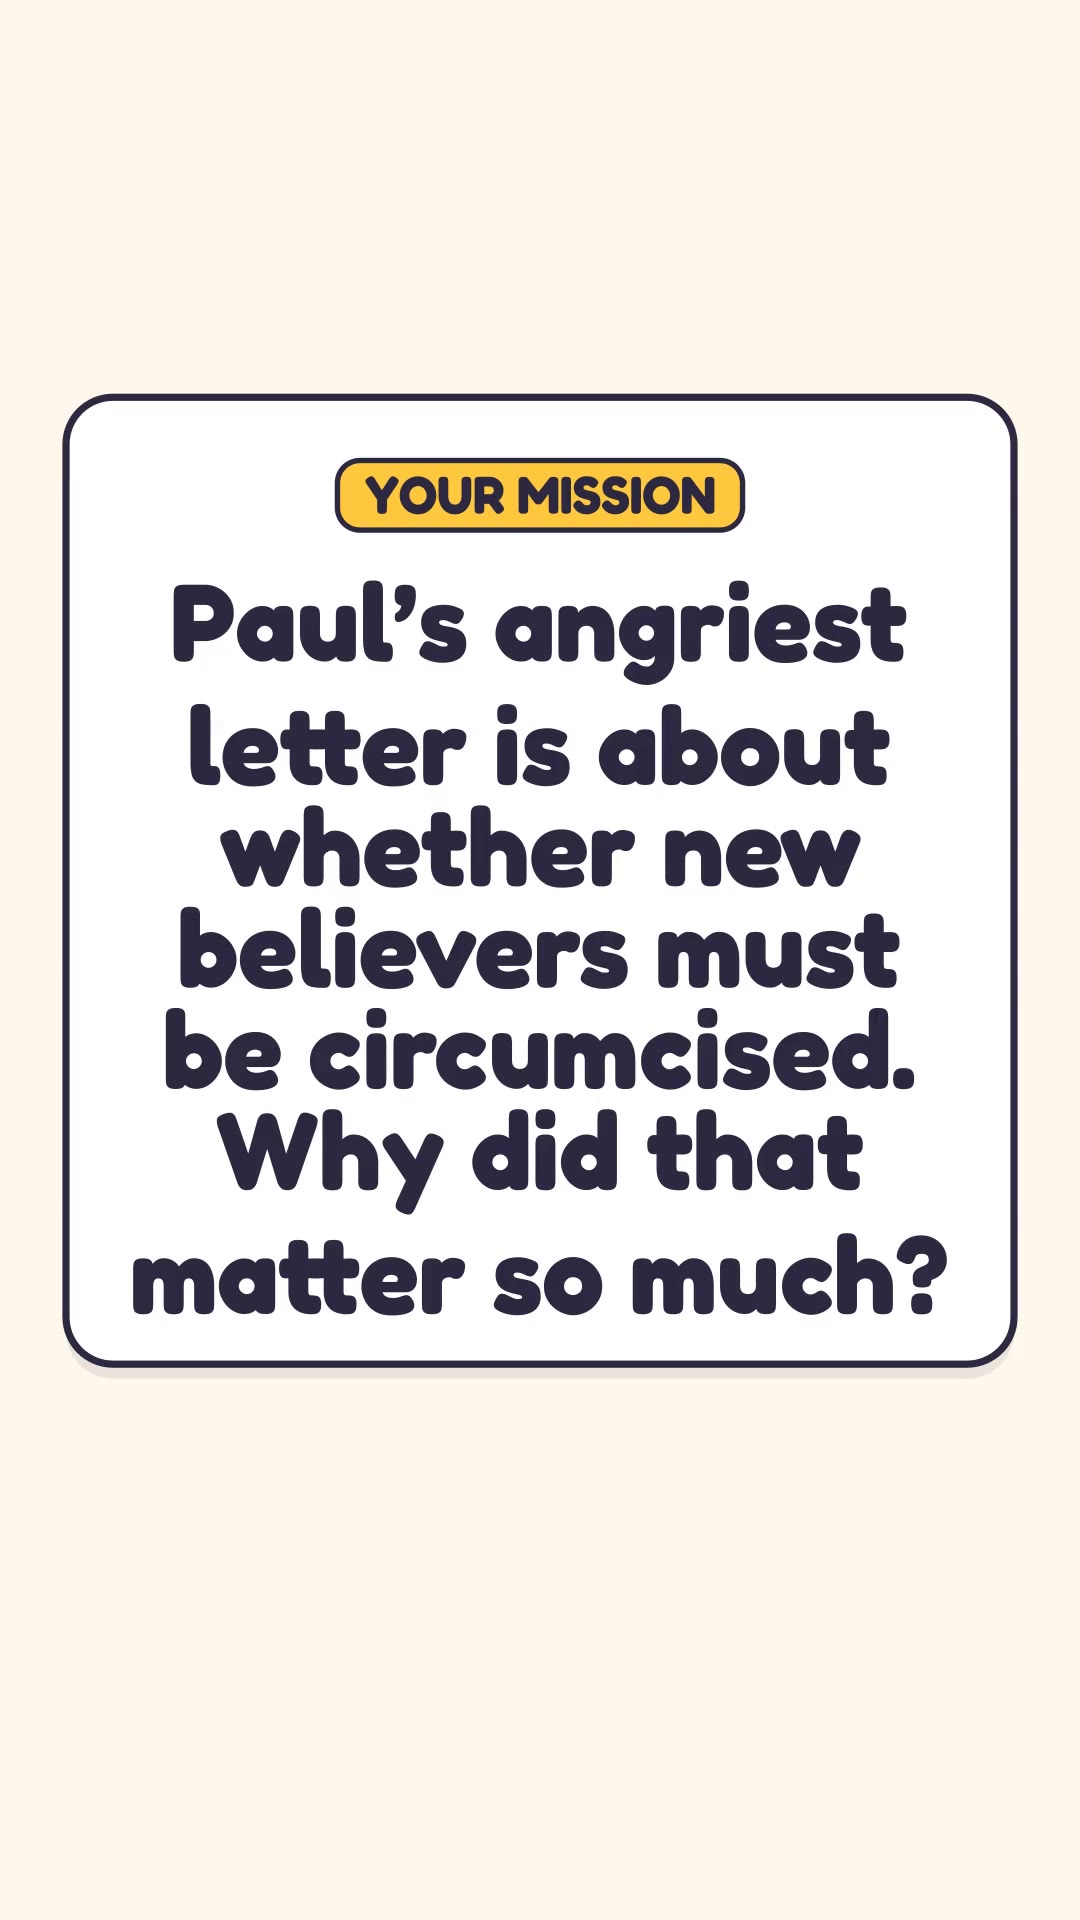 YOUR MISSION
Paul’s angriest
letter is about
whether new
believers must
be circumcised.
Why did that
matter so much?